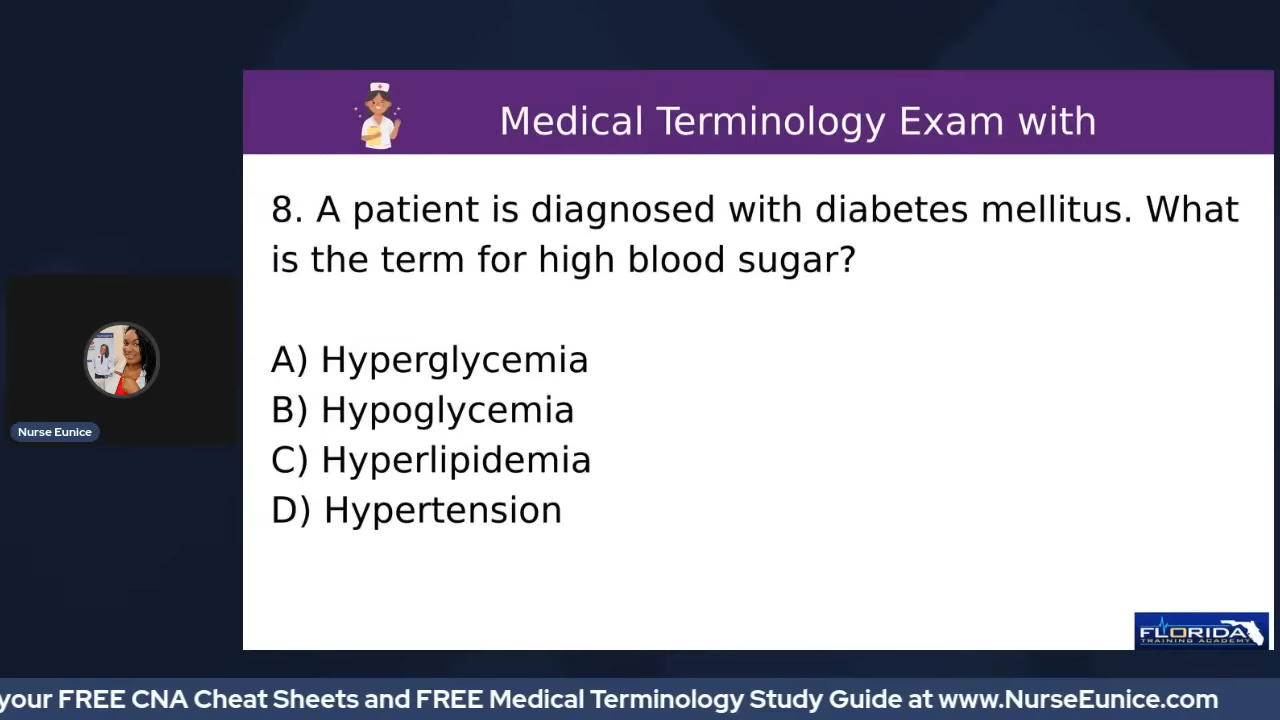 Medical Terminology Exam with
8. A patient is diagnosed with diabetes mellitus. What
is the term for high blood sugar?
A) Hyperglycemia
B) Hypoglycemia
C) Hyperlipidemia
D) Hypertension
Nurse Eunice
FLORIDA
TRAINING ACADEMY
your FREE CNA Cheat Sheets and FREE Medical Terminology Study Guide at www.NurseEunice.com